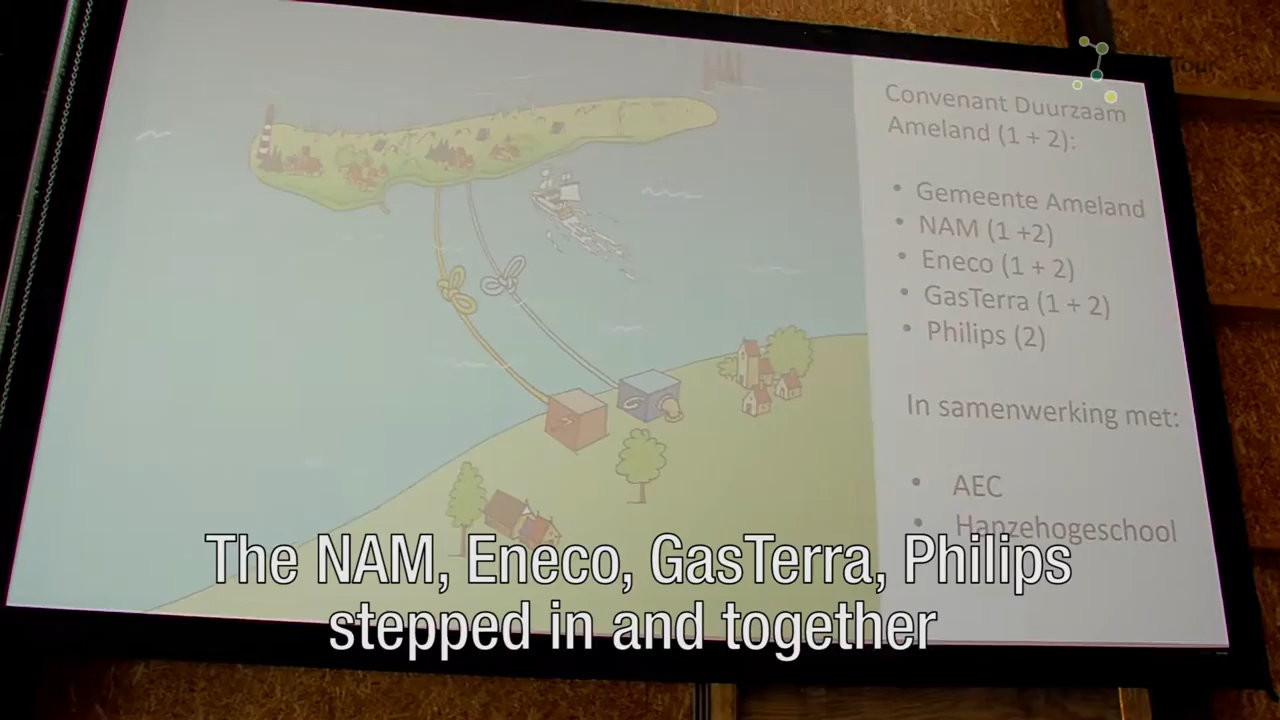 Convenant Duurzaam
Ameland (1 + 2):
• Gemeente Ameland
• NAM (1 +2)
• Eneco (1 + 2)
• GasTerra (1 + 2)
• Philips (2)
In samenwerking met:
• AEC
• Hanzehogeschool
The NAM, Eneco, GasTerra, Philips
stepped in and together